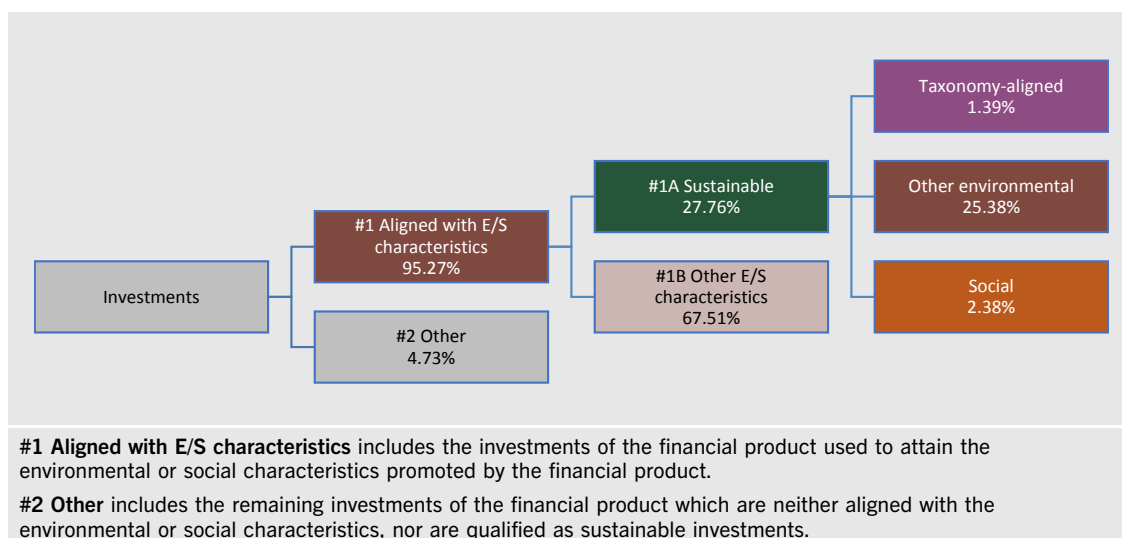 Investments
#1 Aligned with E/S
characteristics
95.27%
#2 Other
4.73%
#1A Sustainable
27.76%
#1B Other E/S
characteristics
67.51%
Taxonomy-aligned
1.39%
Other environmental
25.38%
Social
2.38%
#1 Aligned with E/S characteristics includes the investments of the financial product used to attain the
environmental or social characteristics promoted by the financial product.
#2 Other includes the remaining investments of the financial product which are neither aligned with the
environmental or social characteristics, nor are qualified as sustainable investments.